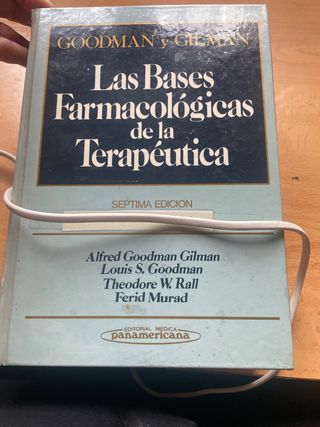 GOODMAN y GILMAN
Las Bases
Farmacológicas
de la
Terapéutica
SEPTIMA EDICION
Alfred Goodman Gilman
Louis S. Goodman
Theodore W. Rall
Ferid Murad
EDITORIAL MEDICA
panamericana